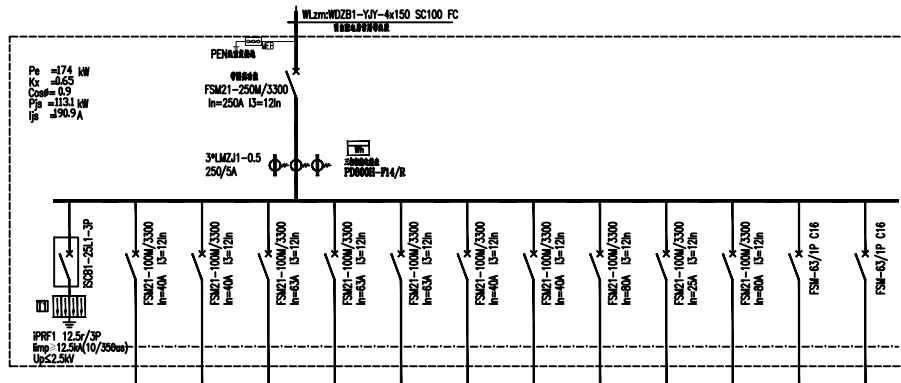 WLzm:WDZB1-YJY-4x150 SC100 FC
MEB
PEN
Pe =174 kW
Kx =0.65
Cosø= 0.9
Pjs =113.1 kW
Ijs =190.9 A
FSM21-250M/3300
In=250A I3=12In
Wh
3*LMZJ1-0.5
250/5A
PD800H-F14/R
ISCB1-25L1-3P
FSM21-100M/3300
In=40A I3=12In
FSM21-100M/3300
In=40A I3=12In
FSM21-100M/3300
In=63A I3=12In
FSM21-100M/3300
In=63A I3=12In
FSM21-100M/3300
In=63A I3=12In
FSM21-100M/3300
In=40A I3=12In
FSM21-100M/3300
In=40A I3=12In
FSM21-100M/3300
In=80A I3=12In
FSM21-100M/3300
In=25A I3=12In
FSM21-100M/3300
In=80A I3=12In
FSM-63/1P C16
FSM-63/1P C16
iPRF1 12.5r/3P
Iimp≥12.5kA(10/350us)
Up≤2.5kV